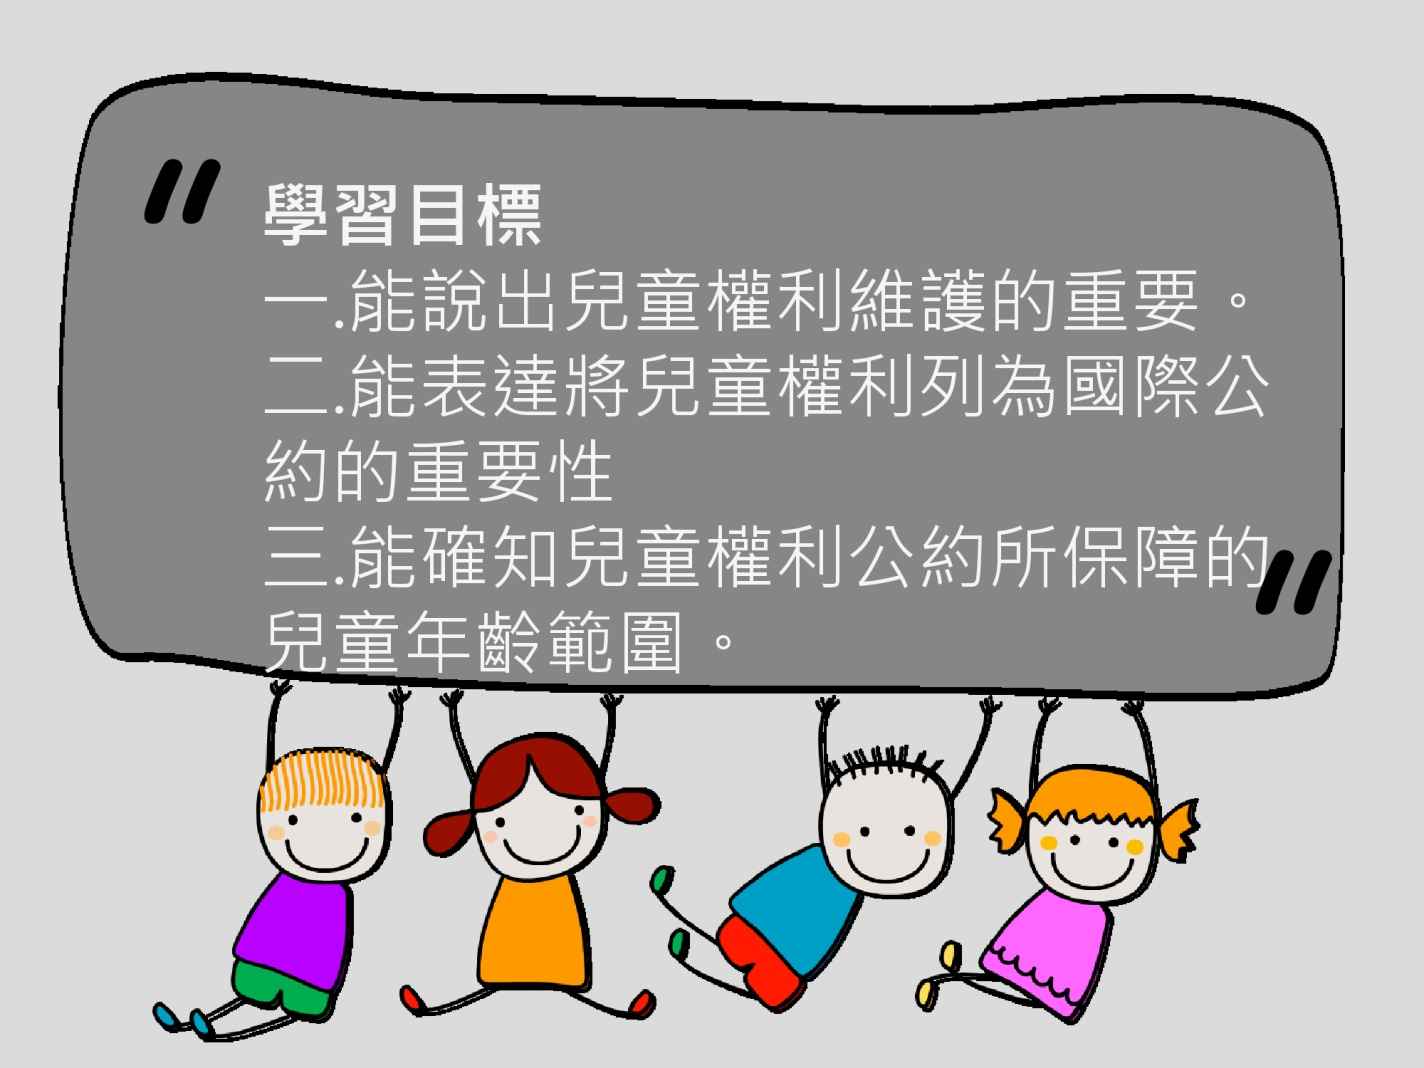 學習目標
一.能說出兒童權利維護的重要。
二.能表達將兒童權利列為國際公
約的重要性
三.能確知兒童權利公約所保障的
兒童年齡範圍。